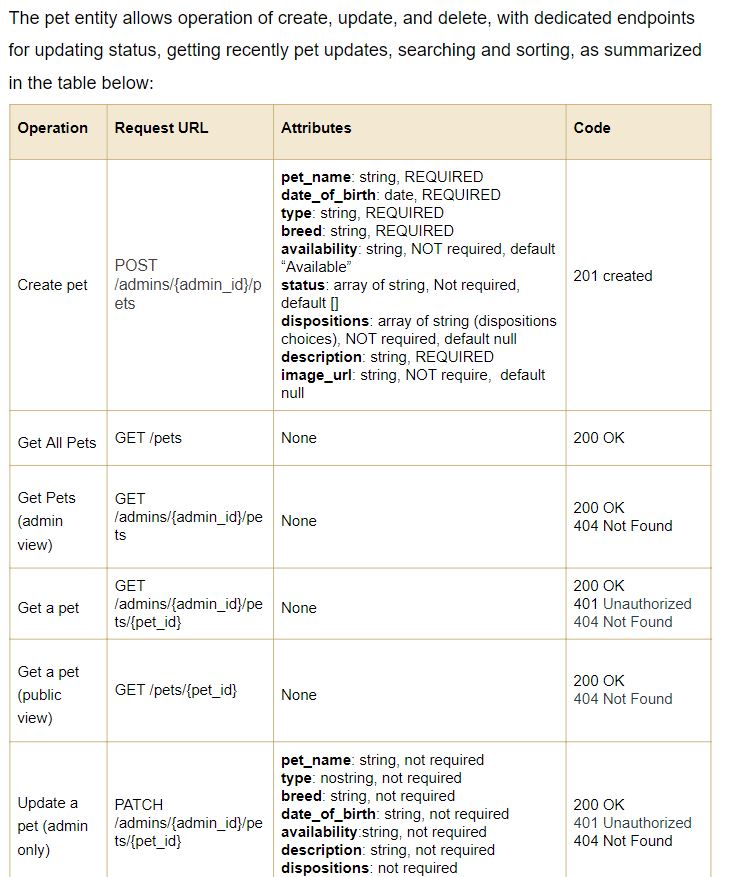 The pet entity allows operation of create, update, and delete, with dedicated endpoints
for updating status, getting recently pet updates, searching and sorting, as summarized
in the table below:
Operation Request URL Attributes Code
Create pet
POST
/admins/{admin_id}/p
ets
pet_name: string, REQUIRED
date_of_birth: date, REQUIRED
type: string, REQUIRED
breed: string, REQUIRED
availability: string, NOT required, default
“Available”
status: array of string, Not required,
default []
dispositions: array of string (dispositions
choices), NOT required, default null
description: string, REQUIRED
image_url: string, NOT require, default
null
201 created
Get All Pets
GET /pets
None
200 OK
Get Pets
(admin
view)
GET
/admins/{admin_id}/pe
ts
None
200 OK
404 Not Found
Get a pet
GET
/admins/{admin_id}/pe
ts/{pet_id}
None
200 OK
401 Unauthorized
404 Not Found
Get a pet
(public
view)
GET /pets/{pet_id}
None
200 OK
404 Not Found
Update a
pet (admin
only)
PATCH
/admins/{admin_id}/pe
ts/{pet_id}
pet_name: string, not required
type: nostring, not required
breed: string, not required
date_of_birth: string, not required
availability:string, not required
description: string, not required
dispositions: not required
200 OK
401 Unauthorized
404 Not Found